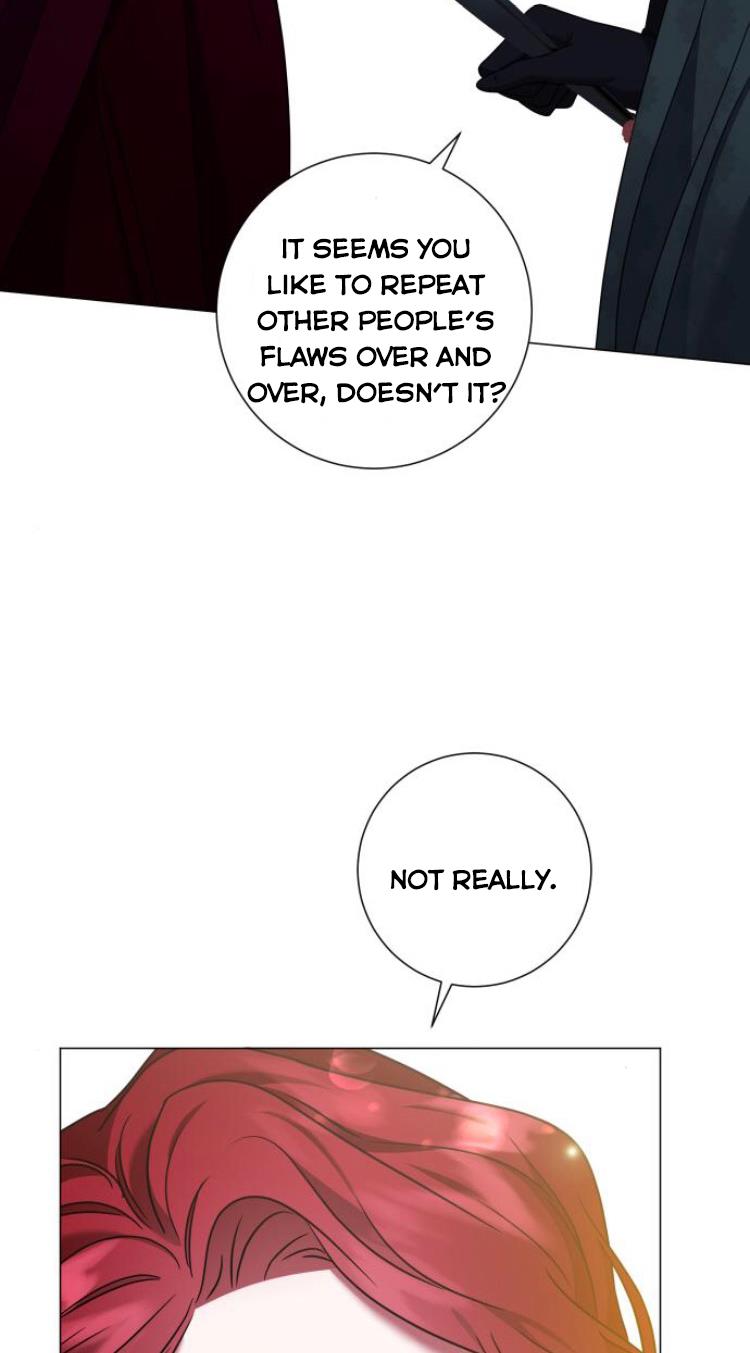 IT SEEMS YOU
LIKE TO REPEAT
OTHER PEOPLE'S
FLAWS OVER AND
OVER, DOESN'T IT?
NOT REALLY.